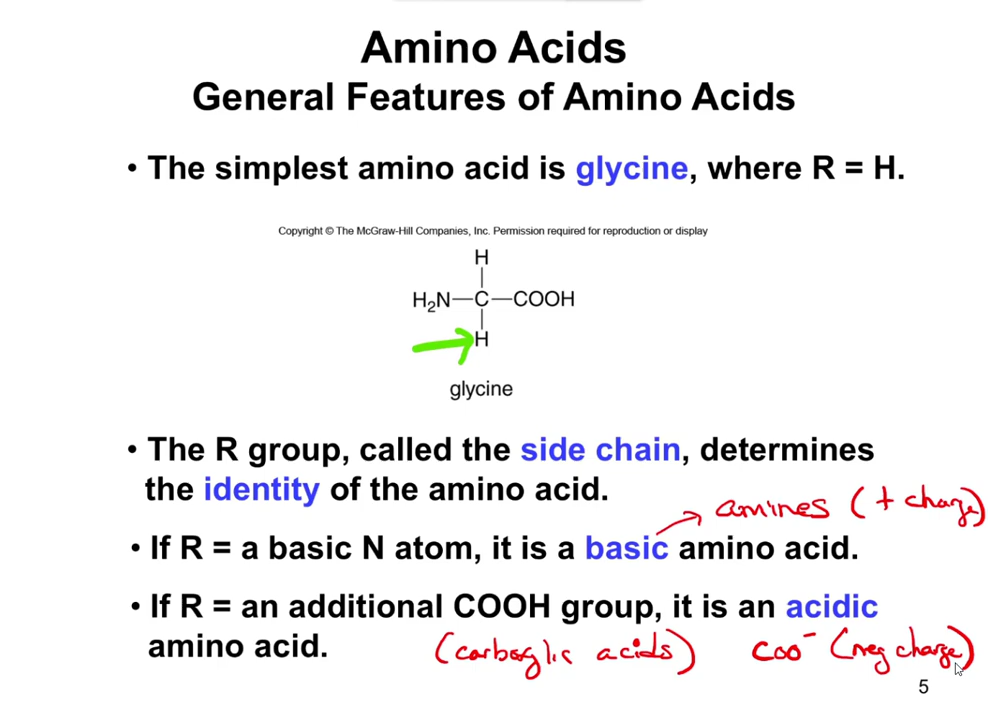 Amino Acids
General Features of Amino Acids
• The simplest amino acid is glycine, where R = H.
Copyright © The McGraw-Hill Companies, Inc. Permission required for reproduction or display
H
H₂N—C—COOH
H
glycine
• The R group, called the side chain, determines
the identity of the amino acid.
amines (+ charge)
• If R = a basic N atom, it is a basic amino acid.
• If R = an additional COOH group, it is an acidic
amino acid.
(carboxylic acids) COO⁻ (neg charge)
5